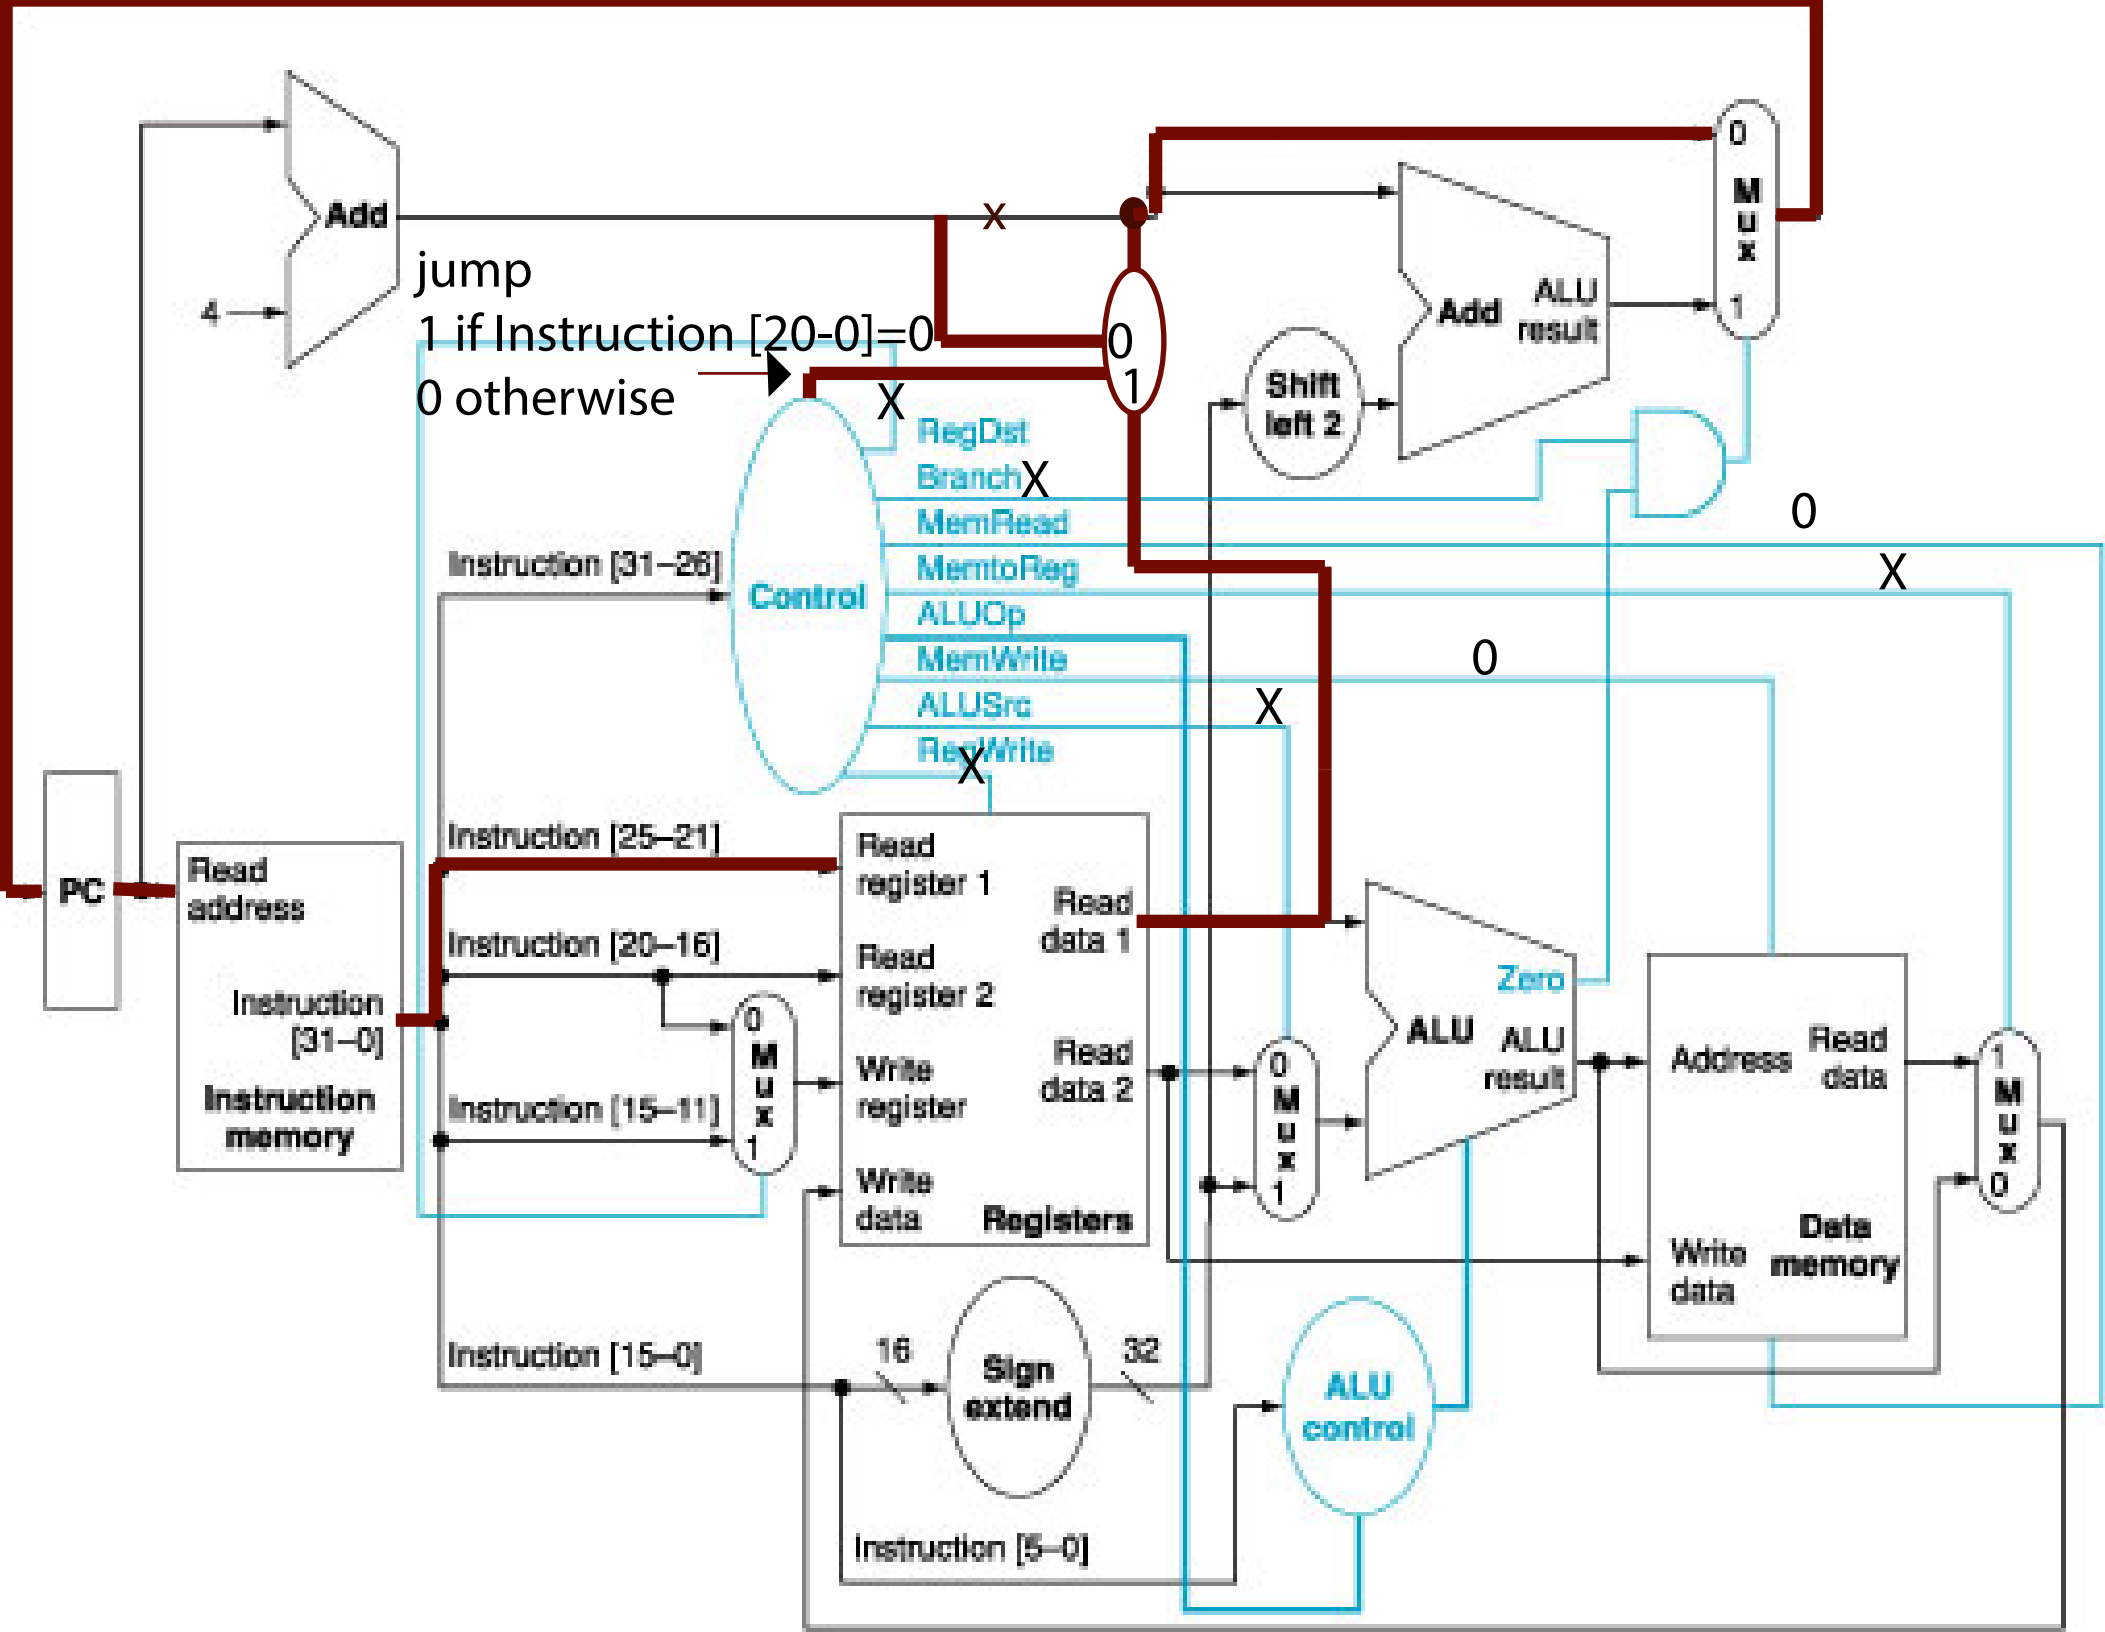 0
M
u
x
1
Add
x
4
jump
1 if Instruction [20-0]=0
0 otherwise
0
1
X
Add
ALU
result
Shift
left 2
RegDst
Branch X
MemRead
0
MemtoReg
X
ALUOp
MemWrite
0
ALUSrc
X
RegWrite
X
Instruction [31–26]
Control
PC
Read
address
Instruction
[31–0]
Instruction
memory
Instruction [25–21]
Instruction [20–16]
Instruction [15–11]
0
M
u
x
1
Read
register 1
Read
register 2
Write
register
Write
data
Read
data 1
Read
data 2
Registers
0
M
u
x
1
Zero
ALU
ALU
result
Address
Read
data
Write
data
Data
memory
1
M
u
x
0
Instruction [15–0]
16
Sign
extend
32
ALU
control
Instruction [5–0]